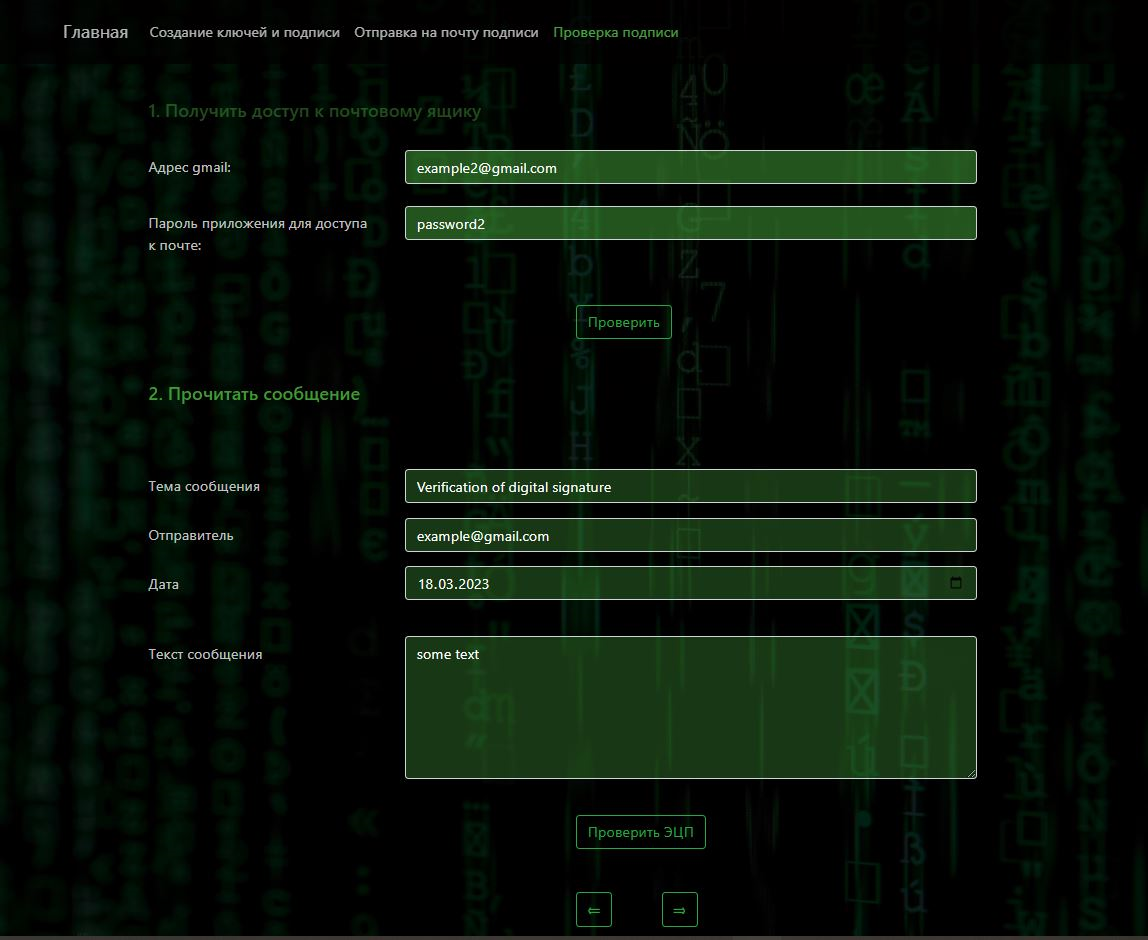 Главная Создание ключей и подписи Отправка на почту подписи Проверка подписи
1. Получить доступ к почтовому ящику
Адрес gmail: example2@gmail.com
Пароль приложения для доступа password2
к почте:
Проверить
2. Прочитать сообщение
Тема сообщения Verification of digital signature
Отправитель example@gmail.com
Дата 18.03.2023
Текст сообщения some text
Проверить ЭЦП
⇐ ⇒